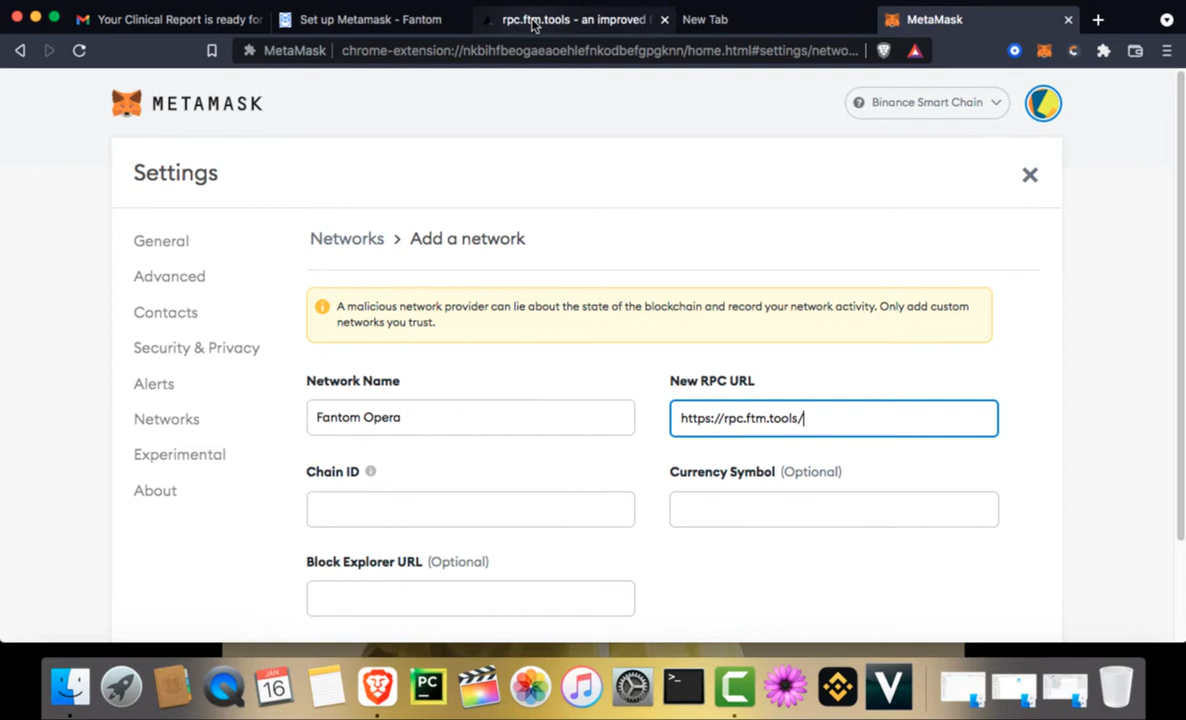 Your Clinical Report is ready for
Set up Metamask - Fantom
rpc.ftm.tools - an improved
New Tab
MetaMask
MetaMask
chrome-extension://nkbihfbeogaeaoehlefnkodbefgpgknn/home.html#settings/netwo...
METAMASK
Binance Smart Chain
Settings
General
Advanced
Contacts
Security & Privacy
Alerts
Networks
Experimental
About
Networks > Add a network
A malicious network provider can lie about the state of the blockchain and record your network activity. Only add custom
networks you trust.
Network Name
New RPC URL
Fantom Opera
https://rpc.ftm.tools/
Chain ID
Currency Symbol (Optional)
Block Explorer URL (Optional)
JAN
16
PC
>_
C
V